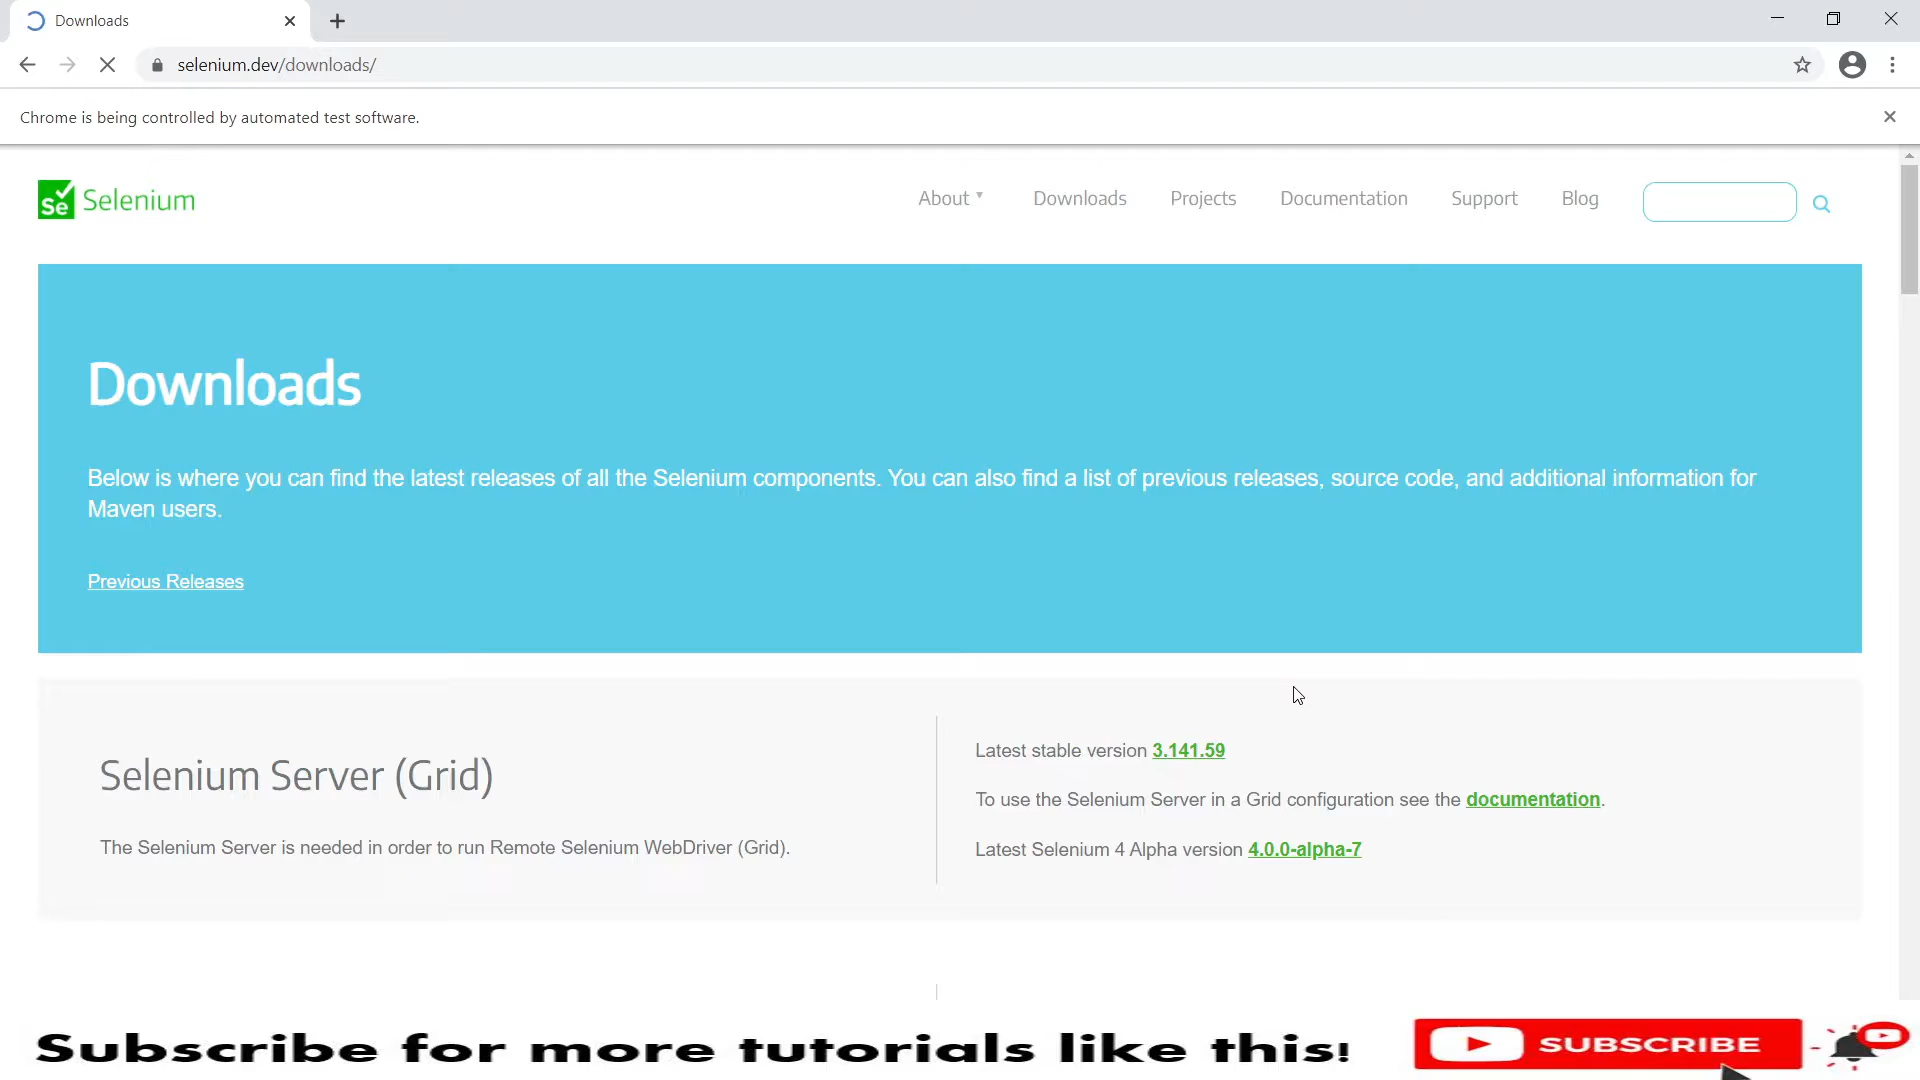 Downloads
selenium.dev/downloads/
Chrome is being controlled by automated test software.
Se Selenium
About
Downloads
Projects
Documentation
Support
Blog
Downloads
Below is where you can find the latest releases of all the Selenium components. You can also find a list of previous releases, source code, and additional information for
Maven users.
Previous Releases
Selenium Server (Grid)
The Selenium Server is needed in order to run Remote Selenium WebDriver (Grid).
Latest stable version 3.141.59
To use the Selenium Server in a Grid configuration see the documentation.
Latest Selenium 4 Alpha version 4.0.0-alpha-7
Subscribe for more tutorials like this!
SUBSCRIBE